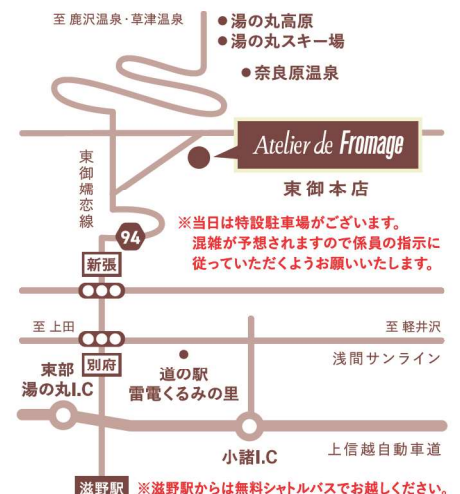 至 鹿沢温泉・草津温泉
●湯の丸高原
●湯の丸スキー場
●奈良原温泉
Atelier de Fromage
東御本店
東御嬬恋線
※当日は特設駐車場がございます。
混雑が予想されますので係員の指示に
従っていただくようお願いいたします。
94
新張
至 上田
至 軽井沢
別府
浅間サンライン
東部
湯の丸I.C
道の駅
雷電くるみの里
小諸I.C
上信越自動車道
滋野駅
※滋野駅からは無料シャトルバスでお越しください。